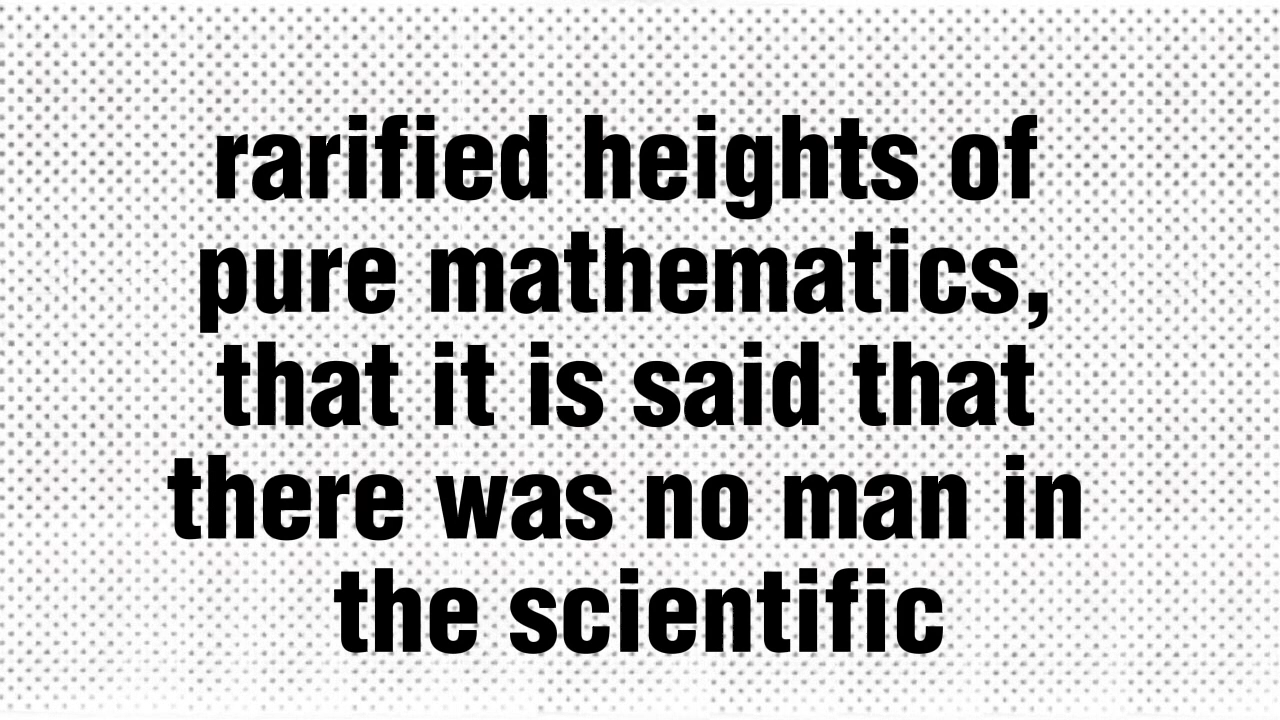 rarified heights of
pure mathematics,
that it is said that
there was no man in
the scientific